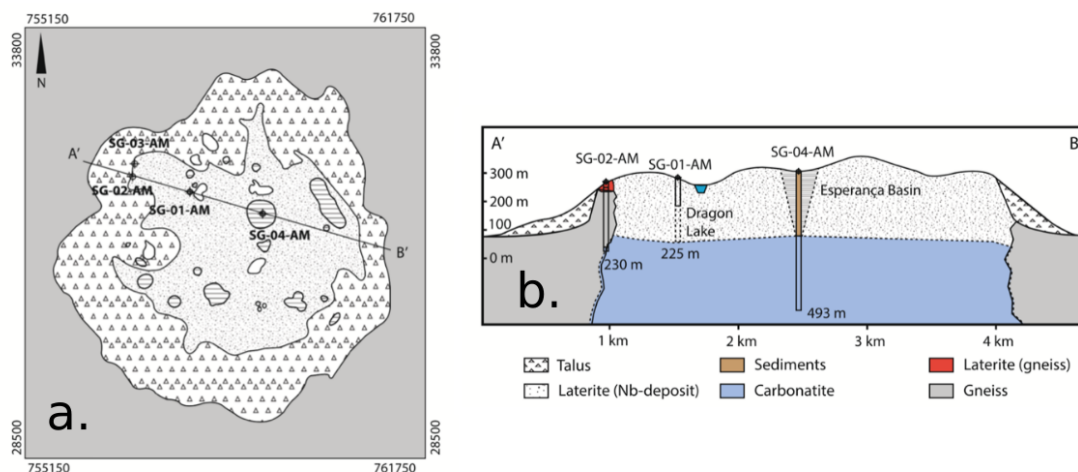 755150
761750
33800
33800
N
SG-03-AM
A'
SG-02-AM
SG-01-AM
SG-04-AM
B'
a.
28500
28500
755150
761750
A'
B
SG-02-AM
SG-01-AM
SG-04-AM
300 m
200 m
100
0 m
Esperança Basin
Dragon
Lake
230 m
225 m
493 m
b.
1 km
2 km
3 km
4 km
Talus
Sediments
Laterite (gneiss)
Laterite (Nb-deposit)
Carbonatite
Gneiss